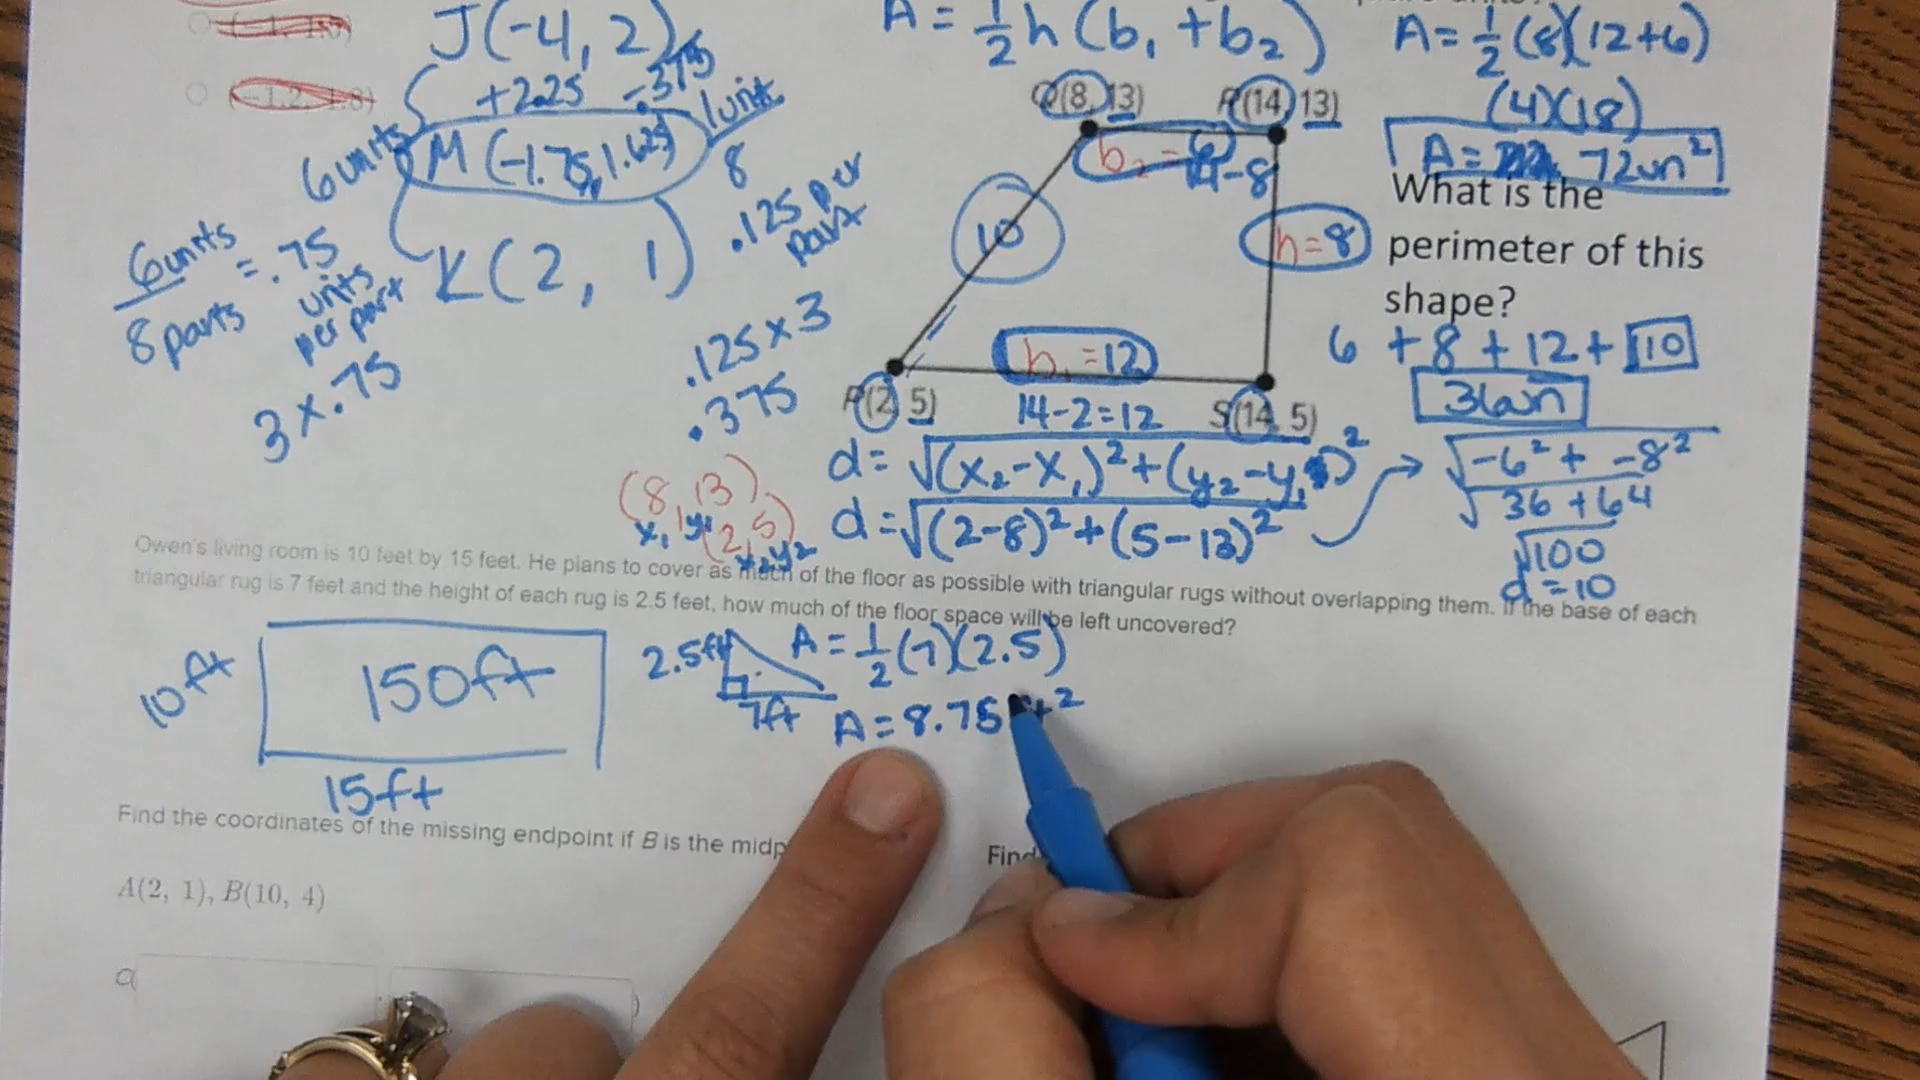 J(-4, 2)
+2.25 -.375
6 units
M(-1.75, 1.625)
1 unit
8
.125 per
part
K(2, 1)
6 units
8 parts
= .75
units
per part
3 x .75
.125 x 3
.375
A = 1/2 h (b₁ + b₂)
Q(8, 13) R(14, 13)
b₂ = 6
14-8
10
h = 8
b₁ = 12
P(2, 5) S(14, 5)
14-2=12
A = 1/2 (8)(12+6)
(4)(18)
A = 72un²
What is the
perimeter of this
shape?
6 + 8 + 12 + 10
36un
(8, 13)
x₁ y₁
(2, 5)
x₂ y₂
d = √(x₂-x₁)² + (y₂-y₁)²
d = √(2-8)² + (5-13)²
√-6² + -8²
√36 + 64
√100
d = 10
Owen's living room is 10 feet by 15 feet. He plans to cover as much of the floor as possible with triangular rugs without overlapping them. If the base of each
triangular rug is 7 feet and the height of each rug is 2.5 feet, how much of the floor space will be left uncovered?
10 ft
150ft
15ft
2.5ft
7ft
A = 1/2 (7)(2.5)
A = 8.75 ft²
Find the coordinates of the missing endpoint if B is the midp
A(2, 1), B(10, 4)
C( , )
Find